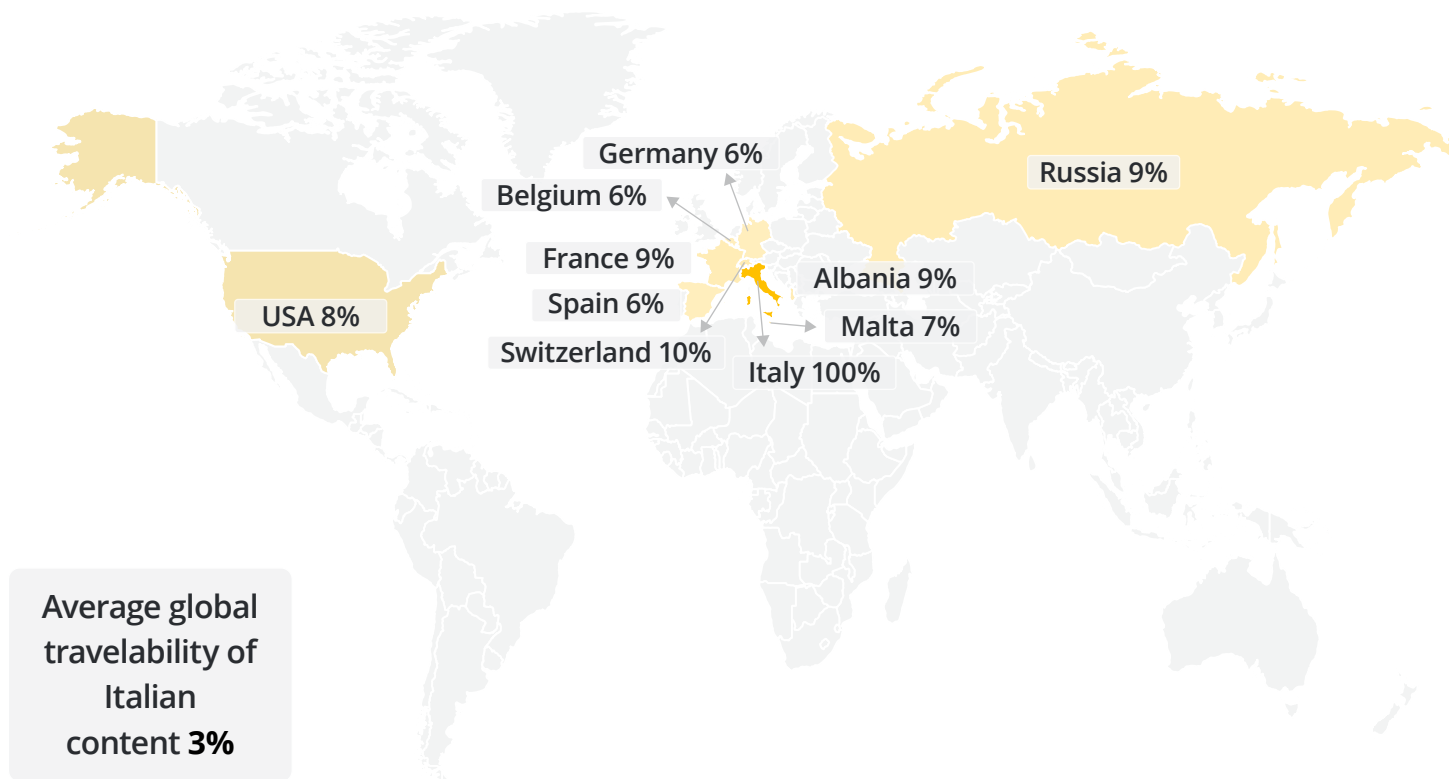 Germany 6%
Russia 9%
Belgium 6%
France 9%
Albania 9%
Spain 6%
USA 8%
Malta 7%
Switzerland 10%
Italy 100%
Average global
travelability of
Italian
content 3%